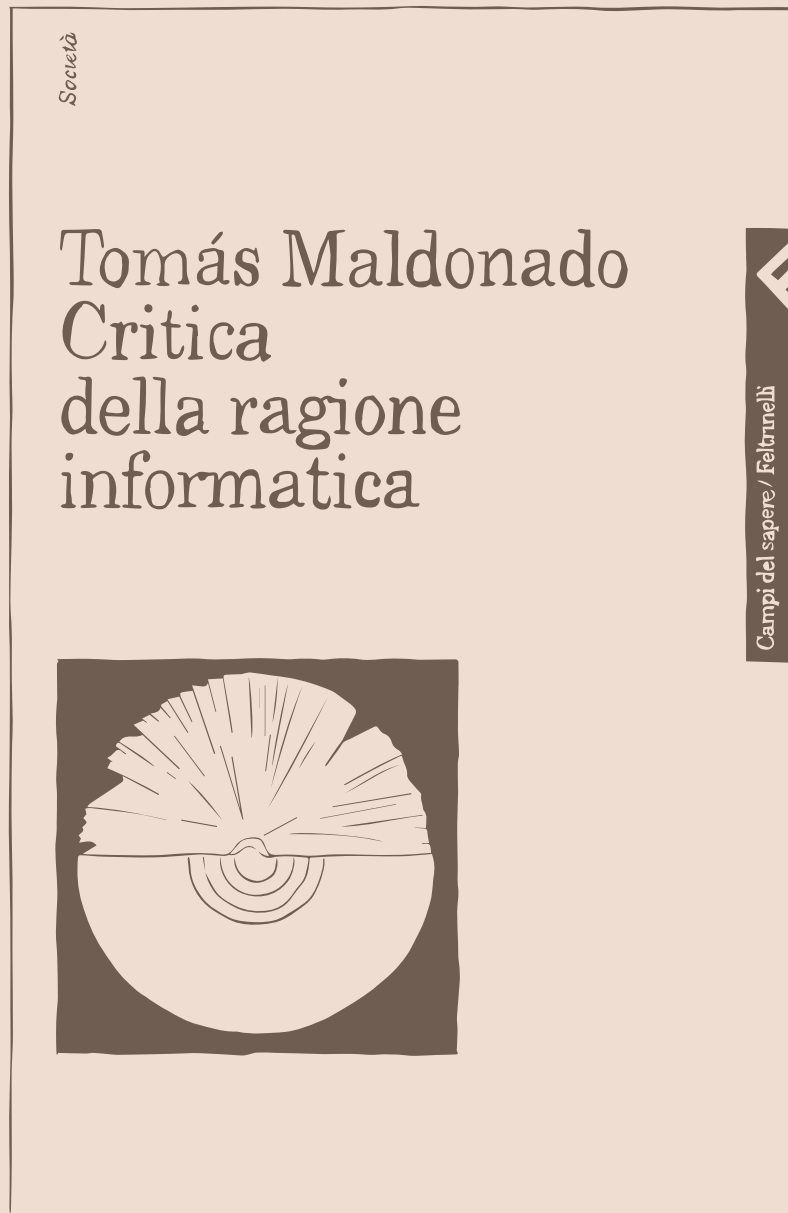 Società
Tomás Maldonado
Critica
della ragione
informatica
Campi del sapere / Feltrinelli